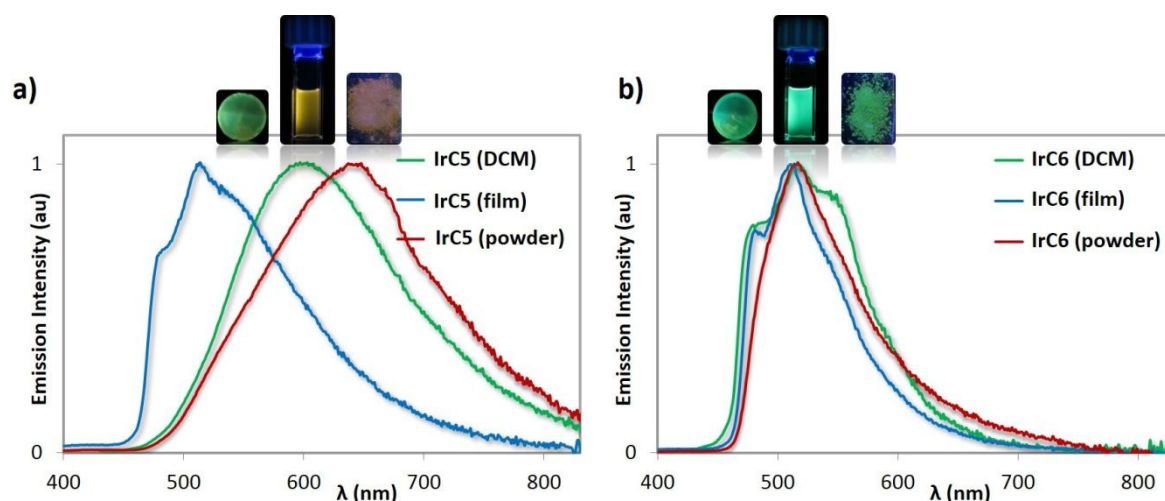 a)
Emission Intensity (au)
1
0
IrC5 (DCM)
IrC5 (film)
IrC5 (powder)
400 500 600 700 800
λ (nm)
b)
Emission Intensity (au)
1
0
IrC6 (DCM)
IrC6 (film)
IrC6 (powder)
400 500 600 700 800
λ (nm)